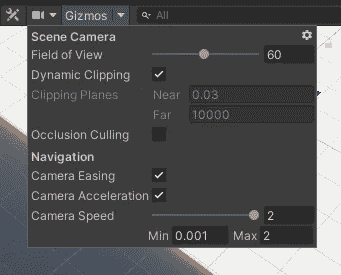 Gizmos
All
Scene Camera
Field of View 60
Dynamic Clipping
Clipping Planes Near 0.03
Far 10000
Occlusion Culling
Navigation
Camera Easing
Camera Acceleration
Camera Speed 2
Min 0.001 Max 2